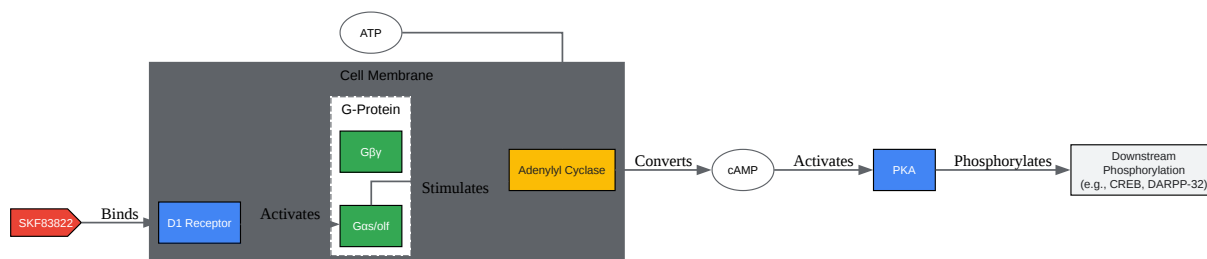 ATP
Cell Membrane
G-Protein
Gβγ
Adenylyl Cyclase
Converts
cAMP
Activates
PKA
Phosphorylates
Downstream
Phosphorylation
(e.g., CREB, DARPP-32)
Stimulates
SKF83822
Binds
D1 Receptor
Activates
Gαs/olf